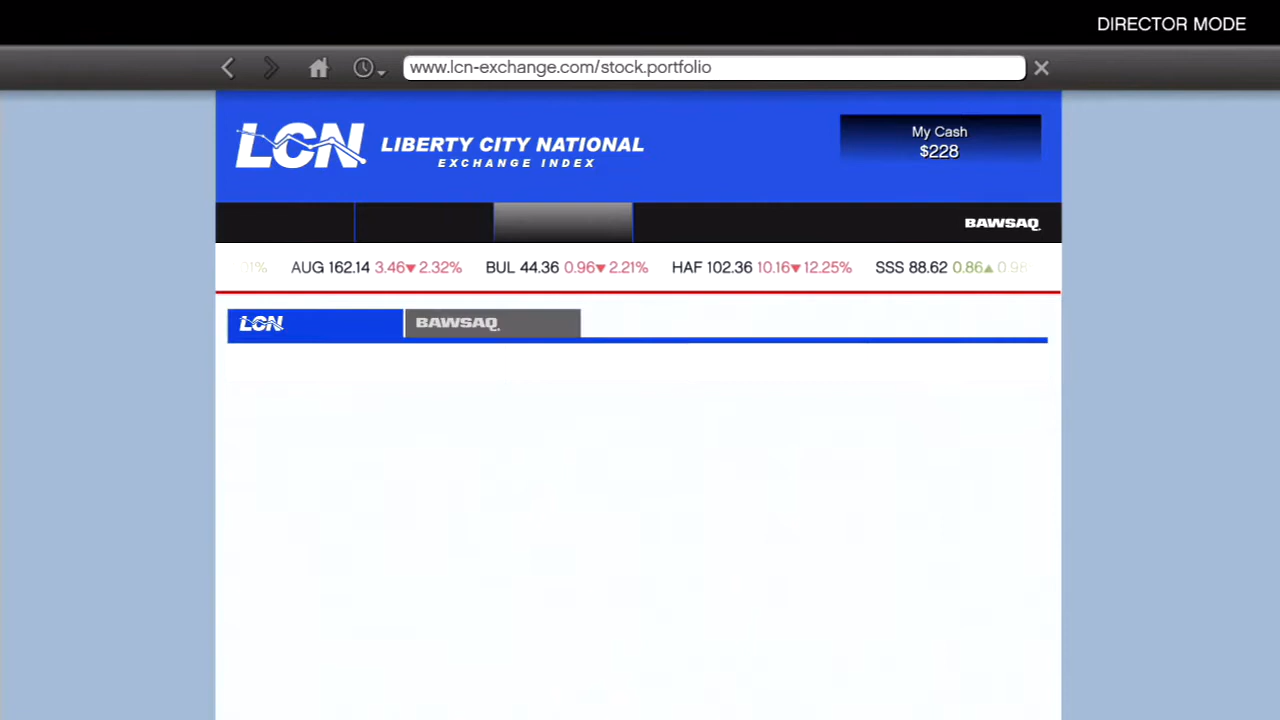 DIRECTOR MODE
www.lcn-exchange.com/stock.portfolio
LCN LIBERTY CITY NATIONAL
EXCHANGE INDEX
My Cash
$228
BAWSAQ
AUG 162.14 3.46▼2.32% BUL 44.36 0.96▼2.21% HAF 102.36 10.16▼12.25% SSS 88.62 0.86▲
LCN BAWSAQ